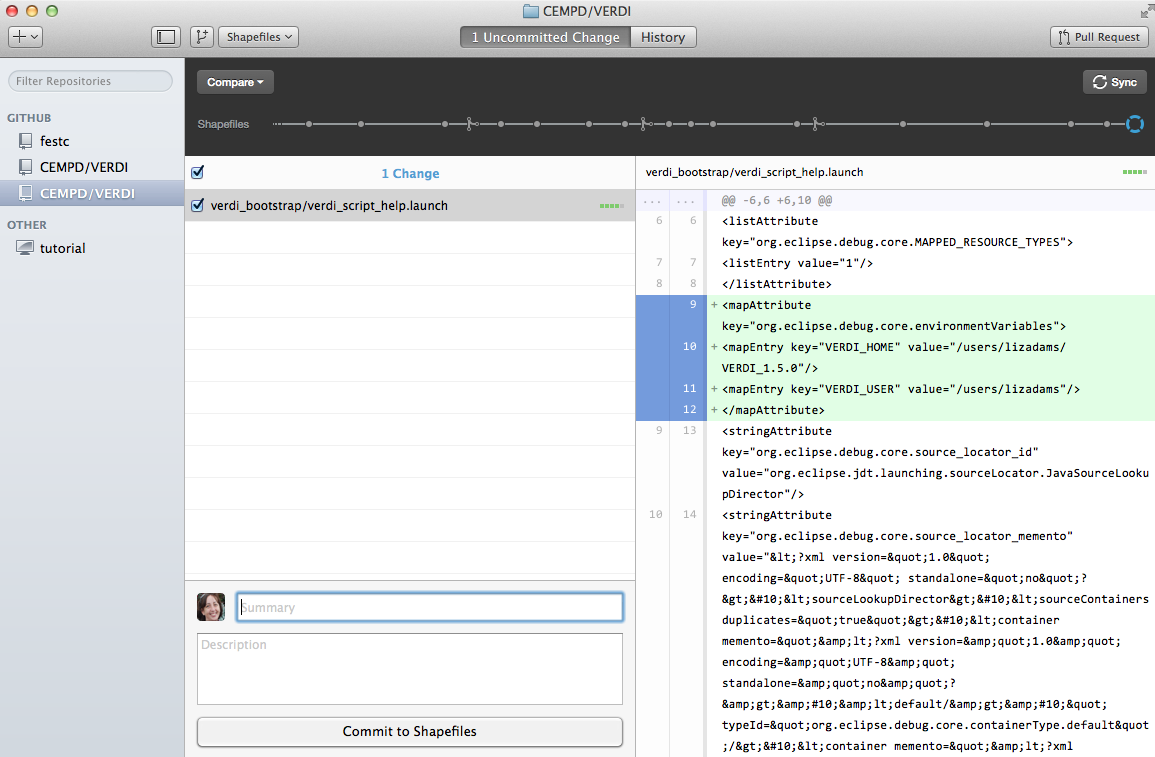 CEMPD/VERDI
Shapefiles
1 Uncommitted Change
History
Pull Request
Filter Repositories
GITHUB
festc
CEMPD/VERDI
CEMPD/VERDI
OTHER
tutorial
Compare
Sync
Shapefiles
1 Change
verdi_bootstrap/verdi_script_help.launch
Summary
Description
Commit to Shapefiles
verdi_bootstrap/verdi_script_help.launch
... ... @@ -6,6 +6,10 @@
6 6 <listAttribute
key="org.eclipse.debug.core.MAPPED_RESOURCE_TYPES">
7 7 <listEntry value="1"/>
8 8 </listAttribute>
9 + <mapAttribute
key="org.eclipse.debug.core.environmentVariables">
10 + <mapEntry key="VERDI_HOME" value="/users/lizadams/
VERDI_1.5.0"/>
11 + <mapEntry key="VERDI_USER" value="/users/lizadams"/>
12 + </mapAttribute>
9 13 <stringAttribute
key="org.eclipse.debug.core.source_locator_id"
value="org.eclipse.jdt.launching.sourceLocator.JavaSourceLooku
pDirector"/>
10 14 <stringAttribute
key="org.eclipse.debug.core.source_locator_memento"
value="&lt;?xml version=&quot;1.0&quot;
encoding=&quot;UTF-8&quot; standalone=&quot;no&quot;?
&gt;&#10;&lt;sourceLookupDirector&gt;&#10;&lt;sourceContainers
duplicates=&quot;true&quot;&gt;&#10;&lt;container
memento=&quot;&amp;lt;?xml version=&amp;quot;1.0&amp;quot;
encoding=&amp;quot;UTF-8&amp;quot;
standalone=&amp;quot;no&amp;quot;?
&amp;gt;&amp;#10;&amp;lt;default/&amp;gt;&amp;#10;&quot;
typeId=&quot;org.eclipse.debug.core.containerType.default&quot
;/&gt;&#10;&lt;container memento=&quot;&amp;lt;?xml